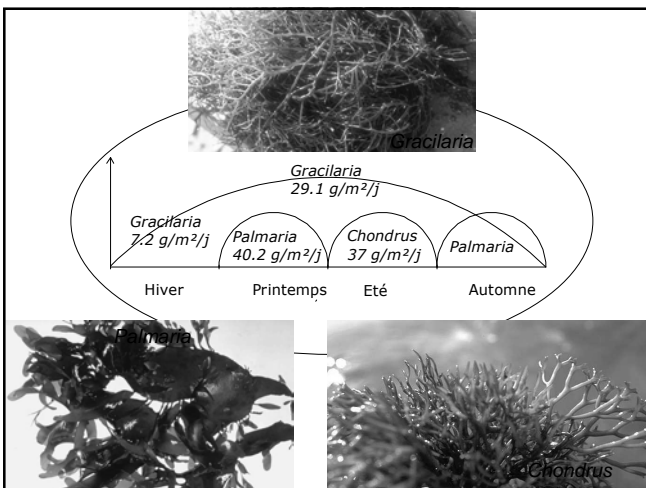 Gracilaria
Gracilaria
29.1 g/m²/j
Gracilaria
7.2 g/m²/j
Palmaria
40.2 g/m²/j
Chondrus
37 g/m²/j
Palmaria
Hiver Printemps Eté Automne
Palmaria
Chondrus